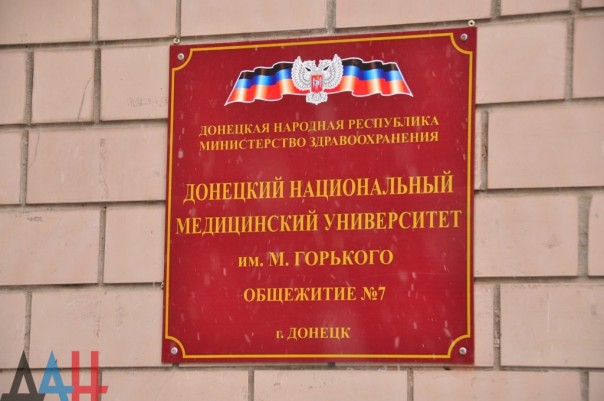 ДОНЕЦКАЯ НАРОДНАЯ РЕСПУБЛИКА
МИНИСТЕРСТВО ЗДРАВООХРАНЕНИЯ
ДОНЕЦКИЙ НАЦИОНАЛЬНЫЙ
МЕДИЦИНСКИЙ УНИВЕРСИТЕТ
им. М. ГОРЬКОГО
ОБЩЕЖИТИЕ №7
г. ДОНЕЦК
ДАН